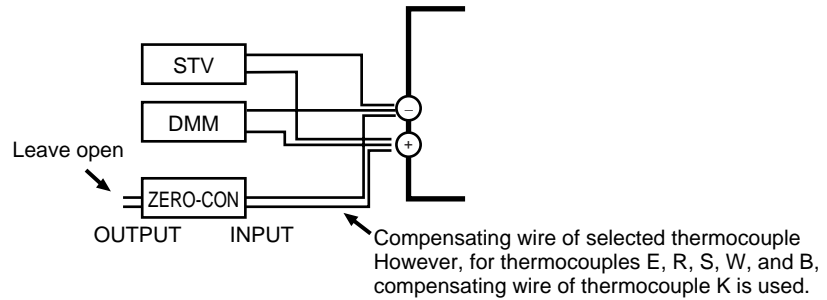 STV
DMM
−
+
Leave open
ZERO-CON
OUTPUT INPUT
Compensating wire of selected thermocouple
However, for thermocouples E, R, S, W, and B,
compensating wire of thermocouple K is used.